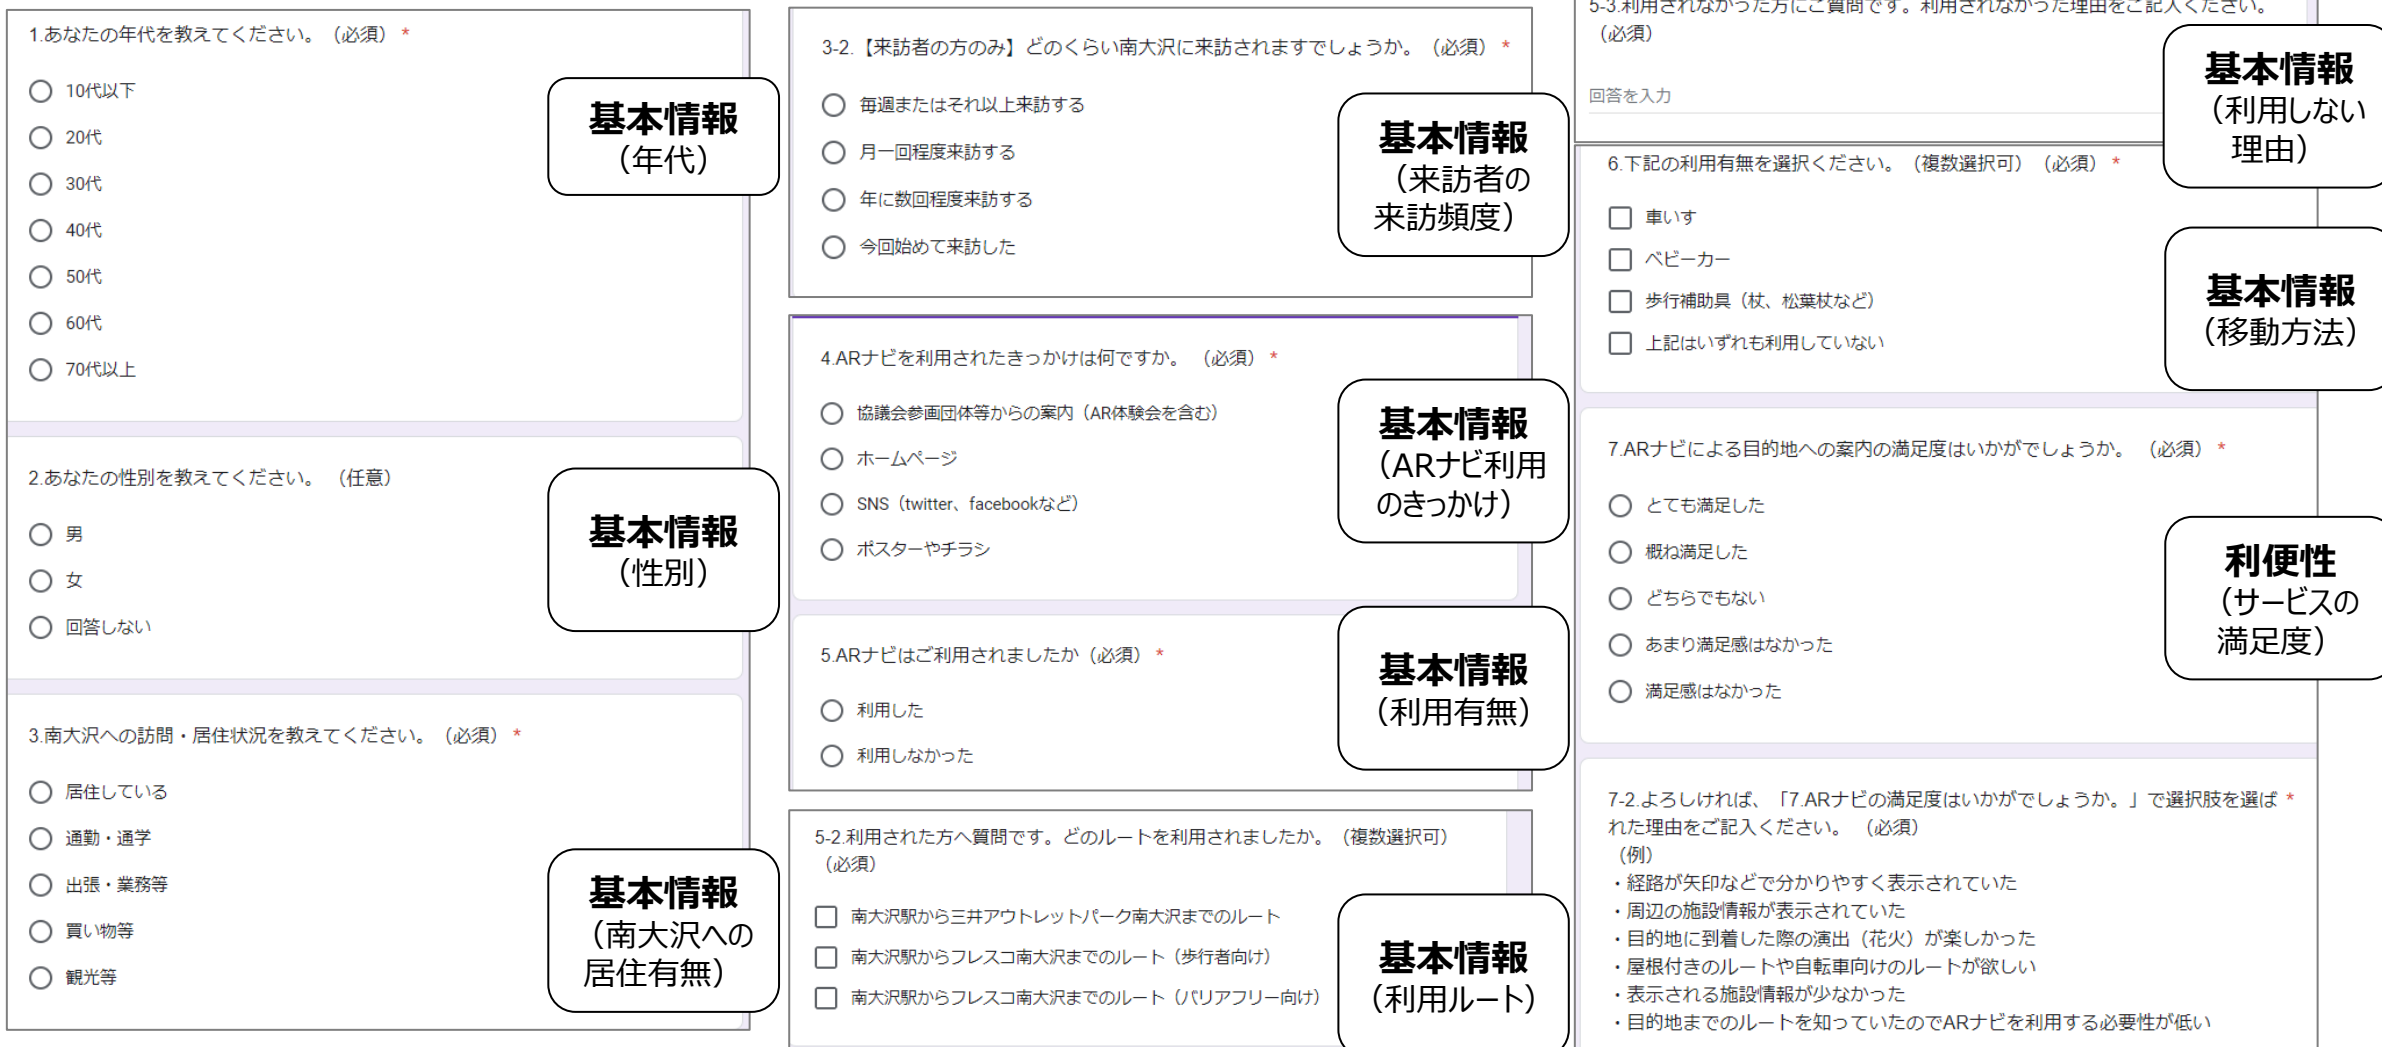 1.あなたの年代を教えてください。（必須） *
10代以下
20代
30代
40代
50代
60代
70代以上
基本情報
（年代）
2.あなたの性別を教えてください。 （任意）
男
女
回答しない
基本情報
（性別）
3.南大沢への訪問・居住状況を教えてください。（必須） *
居住している
通勤・通学
出張・業務等
買い物等
観光等
基本情報
（南大沢への
居住有無）
3-2.【来訪者の方のみ】どのくらい南大沢に来訪されますでしょうか。（必須） *
毎週またはそれ以上来訪する
月一回程度来訪する
年に数回程度来訪する
今回始めて来訪した
基本情報
（来訪者の
来訪頻度）
4.ARナビを利用されたきっかけは何ですか。 （必須） *
協議会参画団体等からの案内（AR体験会を含む）
ホームページ
SNS（twitter、facebookなど）
ポスターやチラシ
基本情報
（ARナビ利用
のきっかけ）
5.ARナビはご利用されましたか（必須） *
利用した
利用しなかった
基本情報
（利用有無）
5-2.利用された方へ質問です。どのルートを利用されましたか。（複数選択可）
（必須）
南大沢駅から三井アウトレットパーク南大沢までのルート
南大沢駅からフレスコ南大沢までのルート（歩行者向け）
南大沢駅からフレスコ南大沢までのルート（バリアフリー向け）
基本情報
（利用ルート）
5-3.利用されなかった方にご質問です。利用されなかった理由をご記入ください。
（必須）
回答を入力
基本情報
（利用しない
理由）
6.下記の利用有無を選択ください。（複数選択可）（必須） *
車いす
ベビーカー
歩行補助具（杖、松葉杖など）
上記はいずれも利用していない
基本情報
（移動方法）
7.ARナビによる目的地への案内の満足度はいかがでしょうか。 （必須） *
とても満足した
概ね満足した
どちらでもない
あまり満足感はなかった
満足感はなかった
利便性
（サービスの
満足度）
7-2.よろしければ、「7.ARナビの満足度はいかがでしょうか。」で選択肢を選ば *
れた理由をご記入ください。 （必須）
（例）
・経路が矢印などで分かりやすく表示されていた
・周辺の施設情報が表示されていた
・目的地に到着した際の演出（花火）が楽しかった
・屋根付きのルートや自転車向けのルートが欲しい
・表示される施設情報が少なかった
・目的地までのルートを知っていたのでARナビを利用する必要性が低い